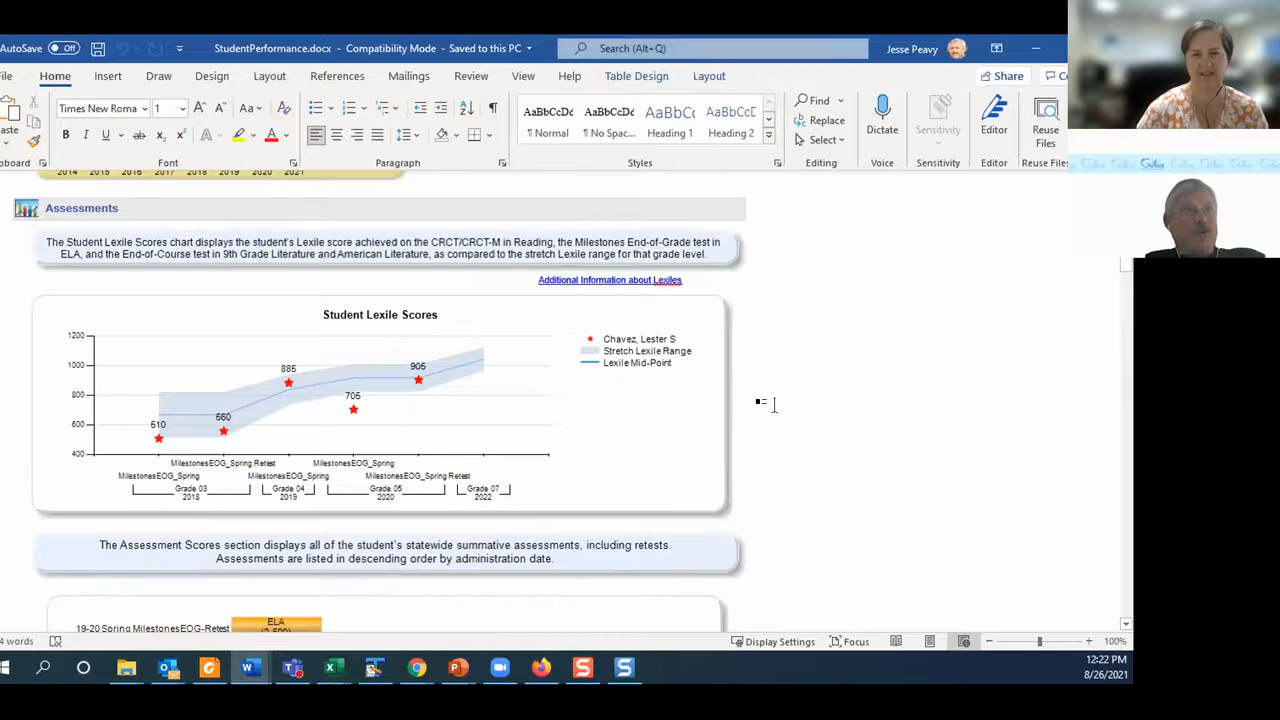 AutoSave Off StudentPerformance.docx - Compatibility Mode - Saved to this PC Search (Alt+Q) Jesse Peavy
File Home Insert Draw Design Layout References Mailings Review View Help Table Design Layout Share
Times New Roma 1 Aa
AaBbCcDd AaBbCcDd AaBbCc AaBbCcD
Normal No Spac... Heading 1 Heading 2
Find
Replace
Select
Dictate Sensitivity Editor Reuse Files
Font Paragraph Styles Editing Voice Sensitivity Editor Reuse Files
2014 2015 2016 2017 2018 2019 2020 2021
Assessments
The Student Lexile Scores chart displays the student's Lexile score achieved on the CRCT/CRCT-M in Reading, the Milestones End-of-Grade test in
ELA, and the End-of-Course test in 9th Grade Literature and American Literature, as compared to the stretch Lexile range for that grade level.
Additional Information about Lexiles
Student Lexile Scores
1200
1000
800
600
400
510
560
885
705
905
Chavez, Lester S
Stretch Lexile Range
Lexile Mid-Point
MilestonesEOG_Spring Retest MilestonesEOG_Spring
MilestonesEOG_Spring MilestonesEOG_Spring MilestonesEOG_Spring Retest
Grade 03 Grade 04 Grade 05 Grade 07
2018 2019 2020 2022
The Assessment Scores section displays all of the student's statewide summative assessments, including retests.
Assessments are listed in descending order by administration date.
19-20 Spring MilestonesEOG-Retest ELA
words Display Settings Focus 100%
12:22 PM
8/26/2021